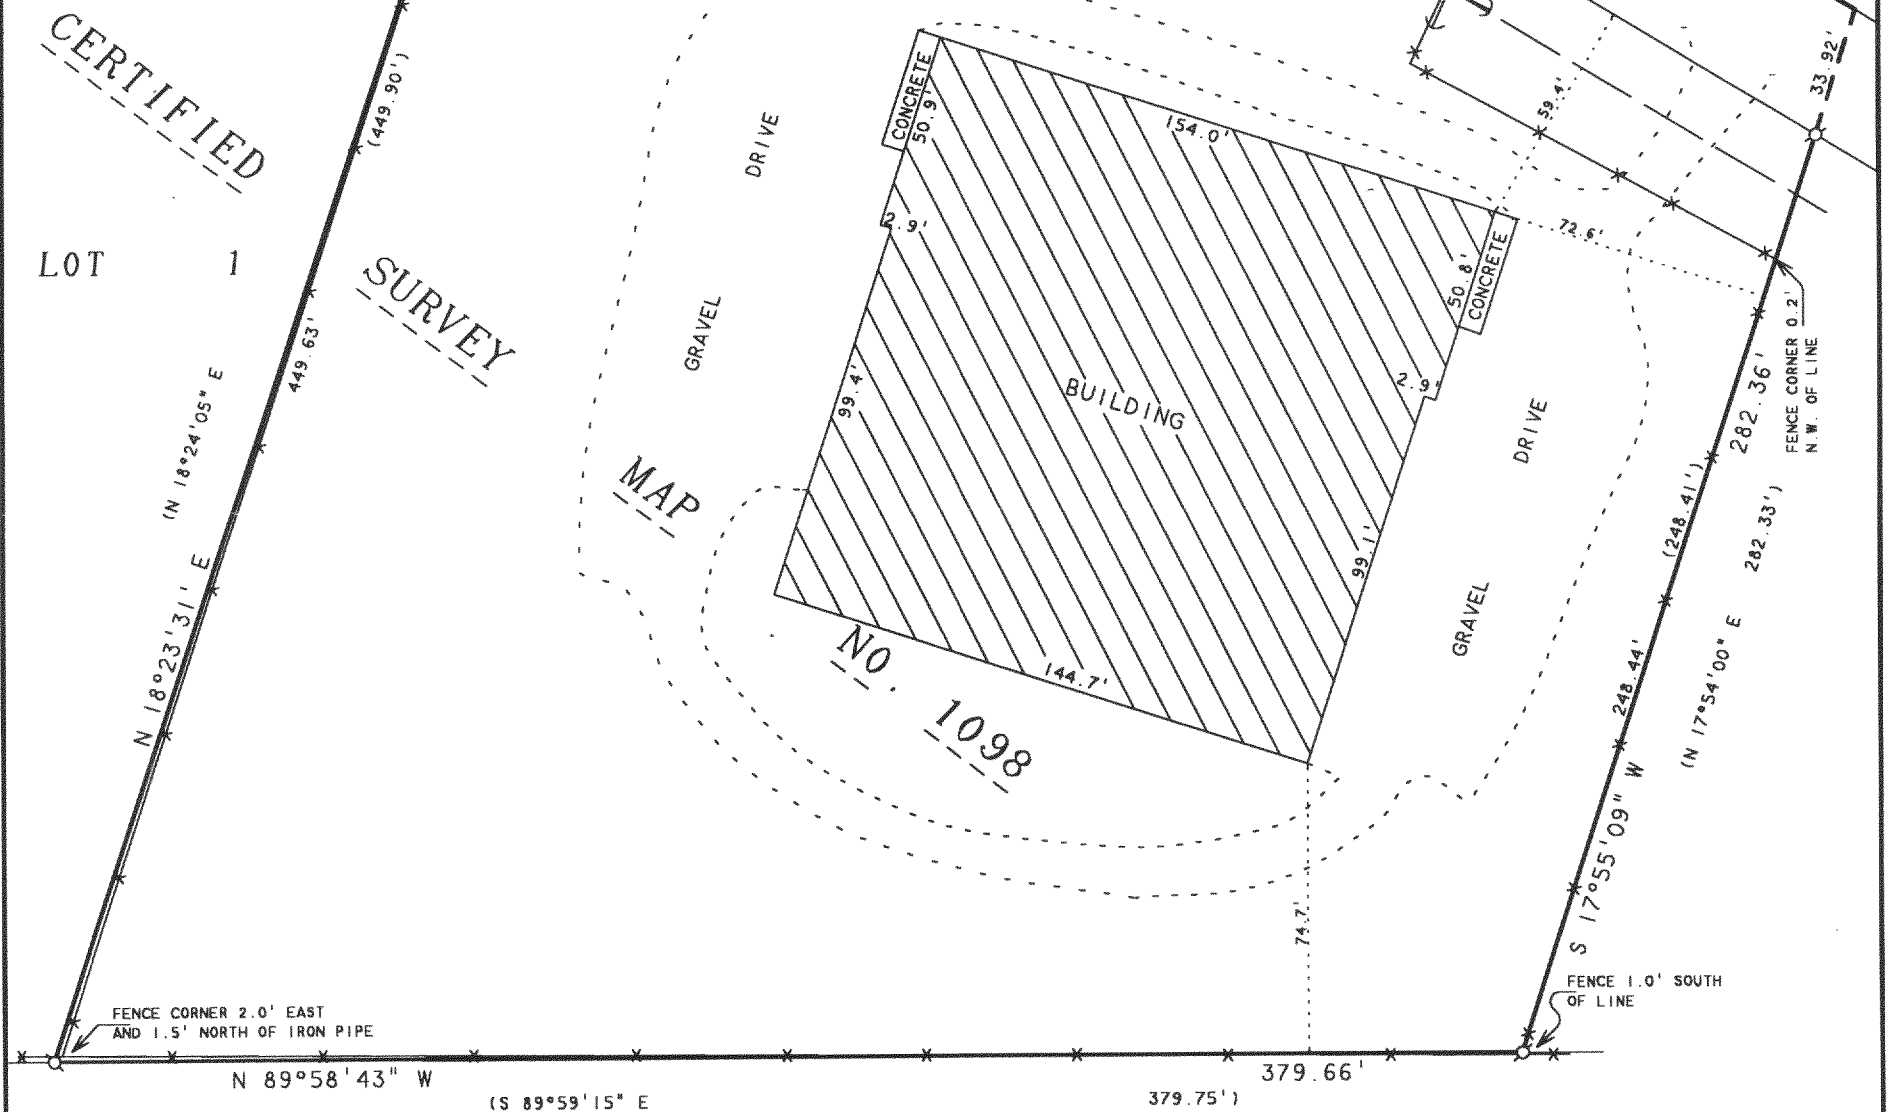 CERTIFIED
SURVEY
MAP
NO. 1098
LOT 1
(449.90')
449.63'
(N 18°24'05" E
N 18°23'31' E
DRIVE
GRAVEL
CONCRETE
50.9'
154.0'
2.9'
99.4'
BUILDING
144.7'
50.8'
CONCRETE
2.9'
99.1'
DRIVE
GRAVEL
59.4'
72.6'
33.92'
FENCE CORNER 0.2'
N.W. OF LINE
282.36'
(248.41')
282.33')
248.44'
(N 17°54'00" E
S 17°55'09" W
74.7'
FENCE 1.0' SOUTH
OF LINE
FENCE CORNER 2.0' EAST
AND 1.5' NORTH OF IRON PIPE
N 89°58'43" W
379.66'
(S 89°59'15" E
379.75')